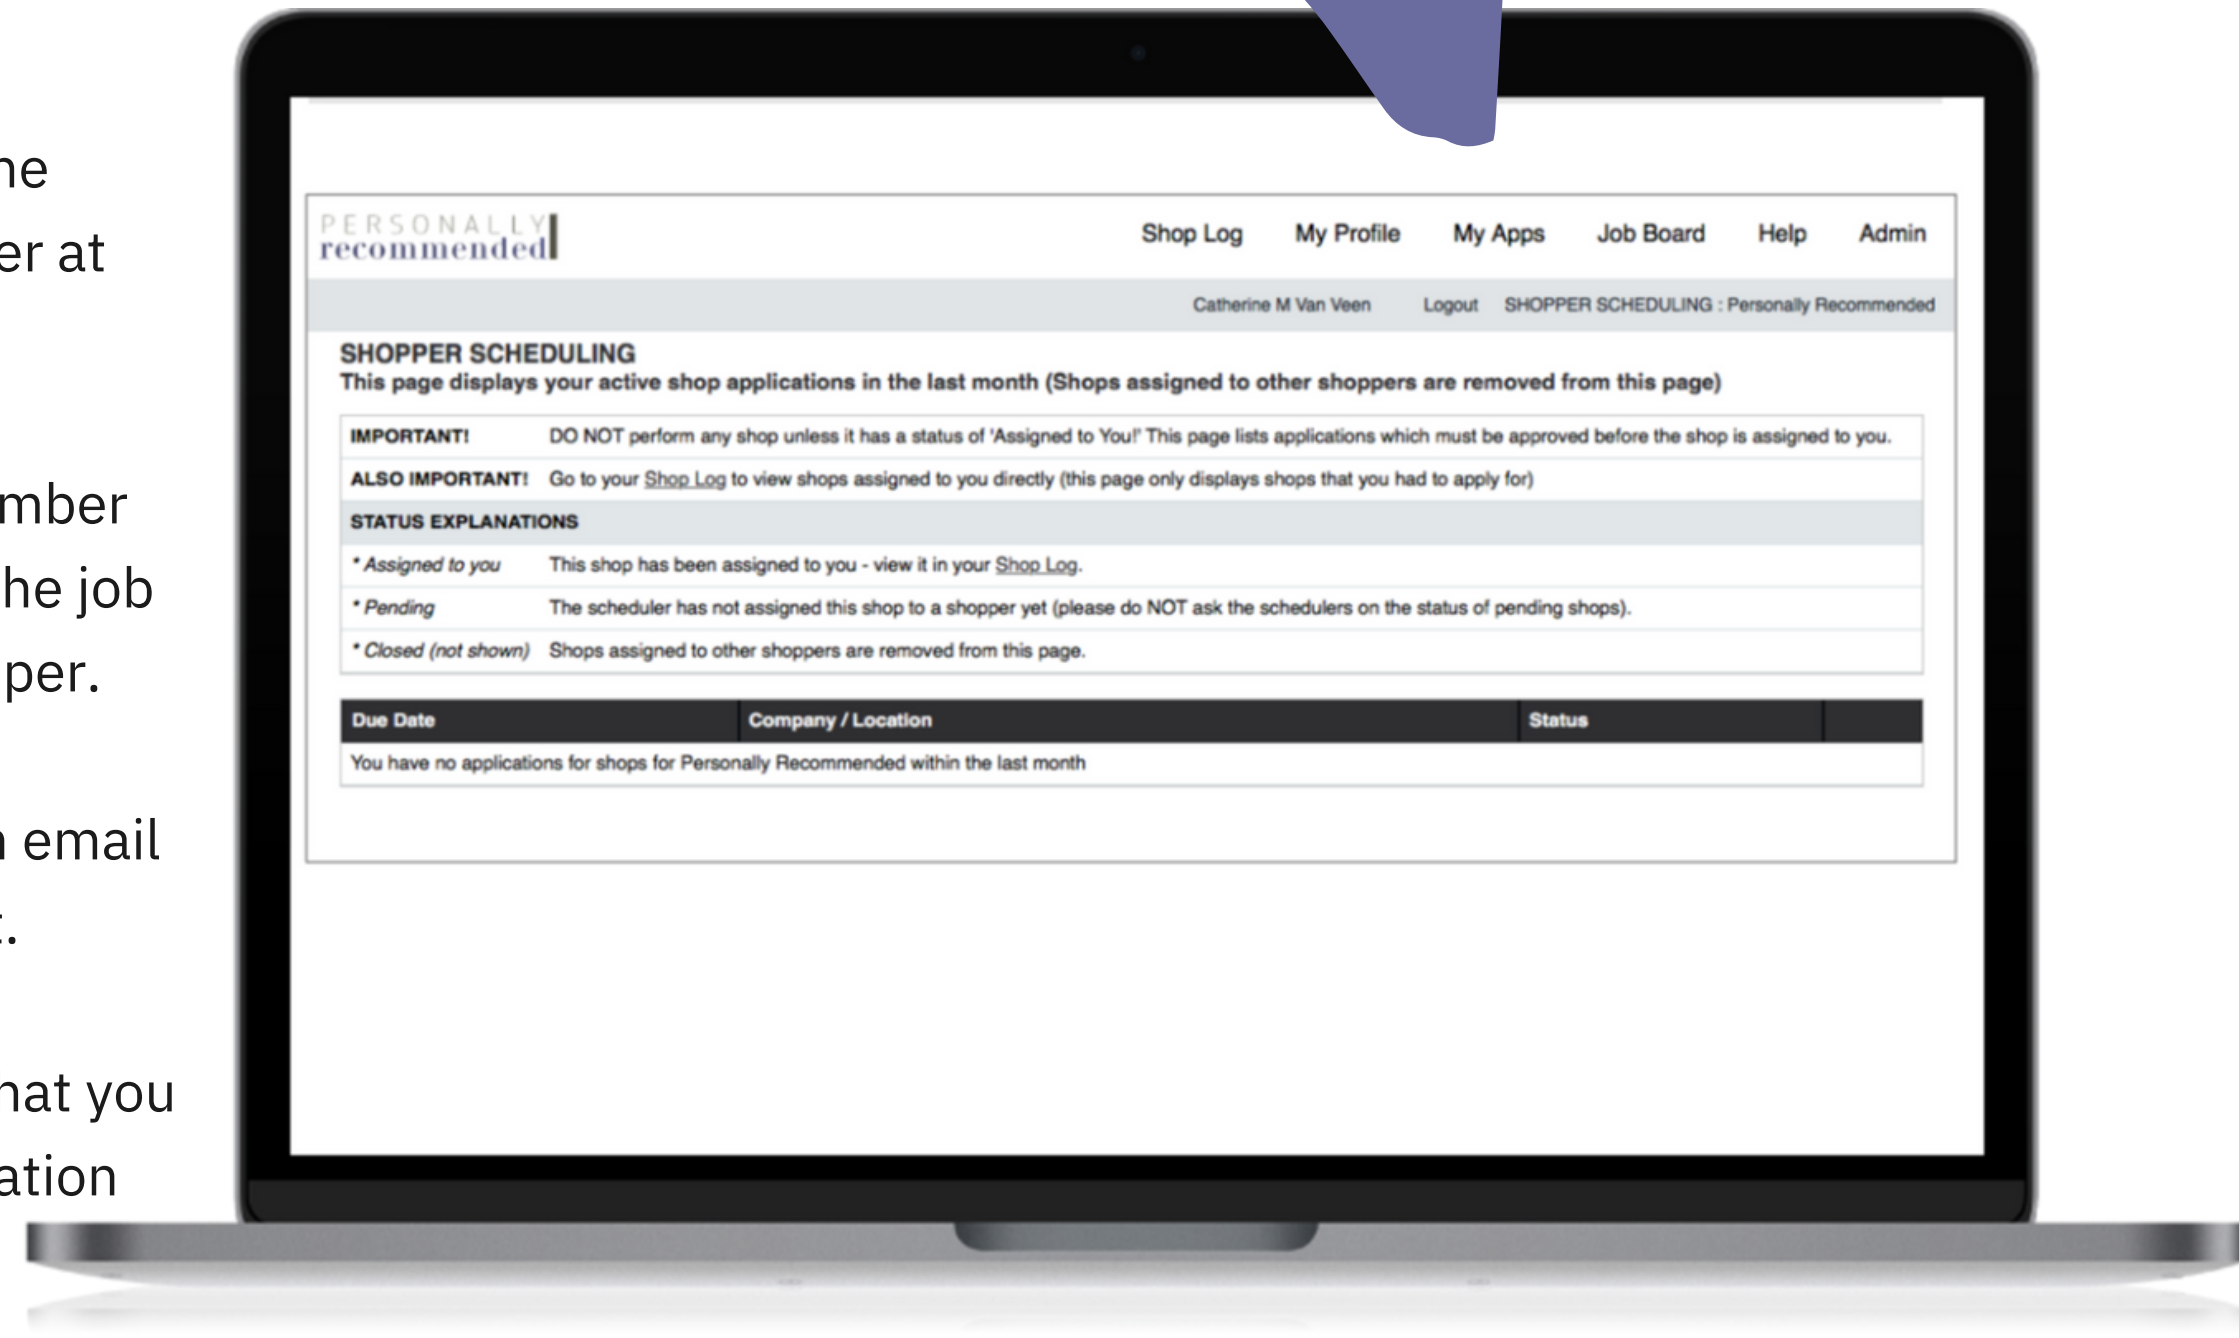 he
er at
mber
he job
per.
email
hat you
ation
PERSONALLY
recommended
Shop Log My Profile My Apps Job Board Help Admin
Catherine M Van Veen Logout SHOPPER SCHEDULING : Personally Recommended
SHOPPER SCHEDULING
This page displays your active shop applications in the last month (Shops assigned to other shoppers are removed from this page)
IMPORTANT! DO NOT perform any shop unless it has a status of 'Assigned to You!' This page lists applications which must be approved before the shop is assigned to you.
ALSO IMPORTANT! Go to your Shop Log to view shops assigned to you directly (this page only displays shops that you had to apply for)
STATUS EXPLANATIONS
* Assigned to you This shop has been assigned to you - view it in your Shop Log.
* Pending The scheduler has not assigned this shop to a shopper yet (please do NOT ask the schedulers on the status of pending shops).
* Closed (not shown) Shops assigned to other shoppers are removed from this page.
Due Date Company / Location Status
You have no applications for shops for Personally Recommended within the last month